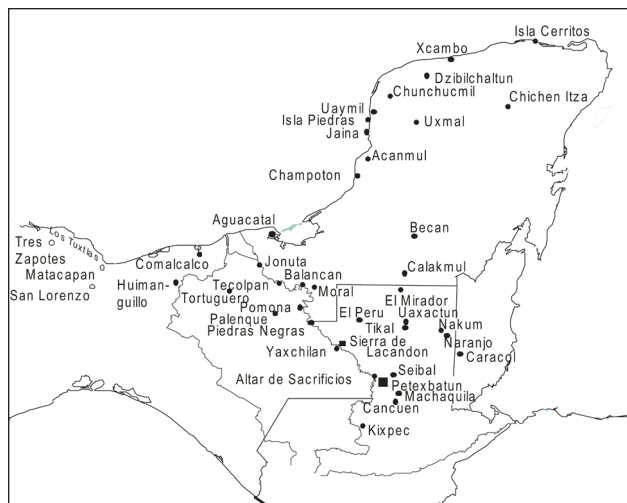 Isla Cerritos
Xcambo
Dzibilchaltun
Chunchucmil
Chichen Itza
Uaymil
Isla Piedras
Uxmal
Jaina
Acanmul
Champoton
Aguacatal
Becan
Tres
Zapotes
Los Tuxtlas
Matacapan
San Lorenzo
Comalcalco
Jonuta
Calakmul
Huiman-
guillo
Tecolpan
Balancan
Tortuguero
Moral
El Mirador
Pomona
El Peru
Uaxactun
Palenque
Tikal
Nakum
Piedras Negras
Naranjo
Sierra de
Lacandon
Yaxchilan
Caracol
Altar de Sacrificios
Seibal
Petexbatun
Machaquila
Cancuen
Kixpec